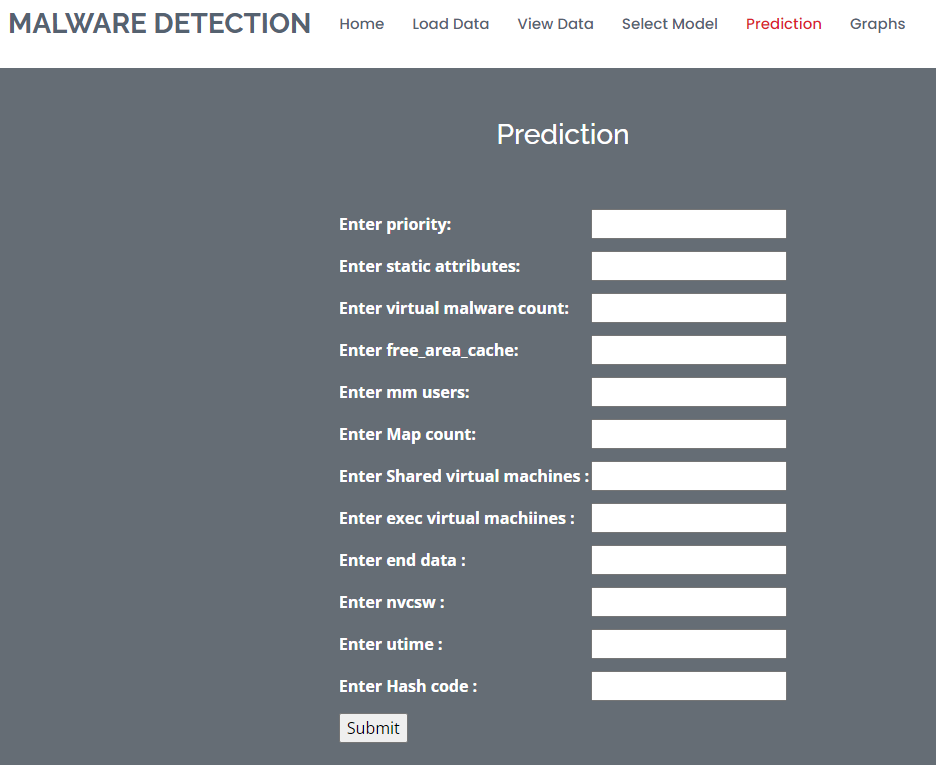 MALWARE DETECTION Home Load Data View Data Select Model Prediction Graphs
Prediction
Enter priority:
Enter static attributes:
Enter virtual malware count:
Enter free_area_cache:
Enter mm users:
Enter Map count:
Enter Shared virtual machines :
Enter exec virtual machiines :
Enter end data :
Enter nvcsw :
Enter utime :
Enter Hash code :
Submit